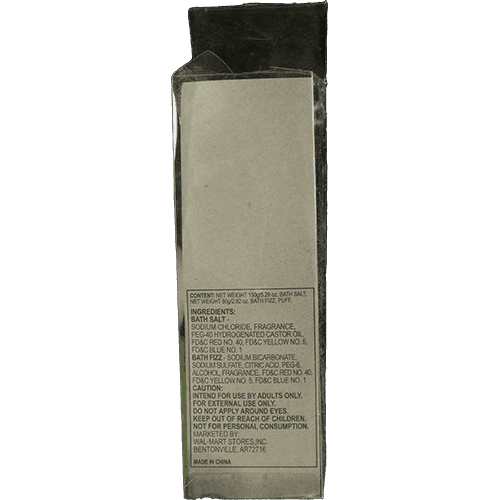 CONTENT: NET WEIGHT 150g/5.29 oz. BATH SALT,
NET WEIGHT 80g/2.82 oz. BATH FIZZ, PUFF.
INGREDIENTS:
BATH SALT -
SODIUM CHLORIDE, FRAGRANCE,
PEG-40 HYDROGENATED CASTOR OIL,
FD&C RED NO. 40, FD&C YELLOW NO. 5,
FD&C BLUE NO. 1
BATH FIZZ - SODIUM BICARBONATE,
SODIUM SULFATE, CITRIC ACID, PEG-8,
ALCOHOL, FRAGRANCE, FD&C RED NO. 40,
FD&C YELLOW NO. 5, FD&C BLUE NO. 1
CAUTION:
INTEND FOR USE BY ADULTS ONLY.
FOR EXTERNAL USE ONLY.
DO NOT APPLY AROUND EYES.
KEEP OUT OF REACH OF CHILDREN.
NOT FOR PERSONAL CONSUMPTION.
MARKETED BY:
WAL-MART STORES,INC.
BENTONVILLE, AR72716
MADE IN CHINA